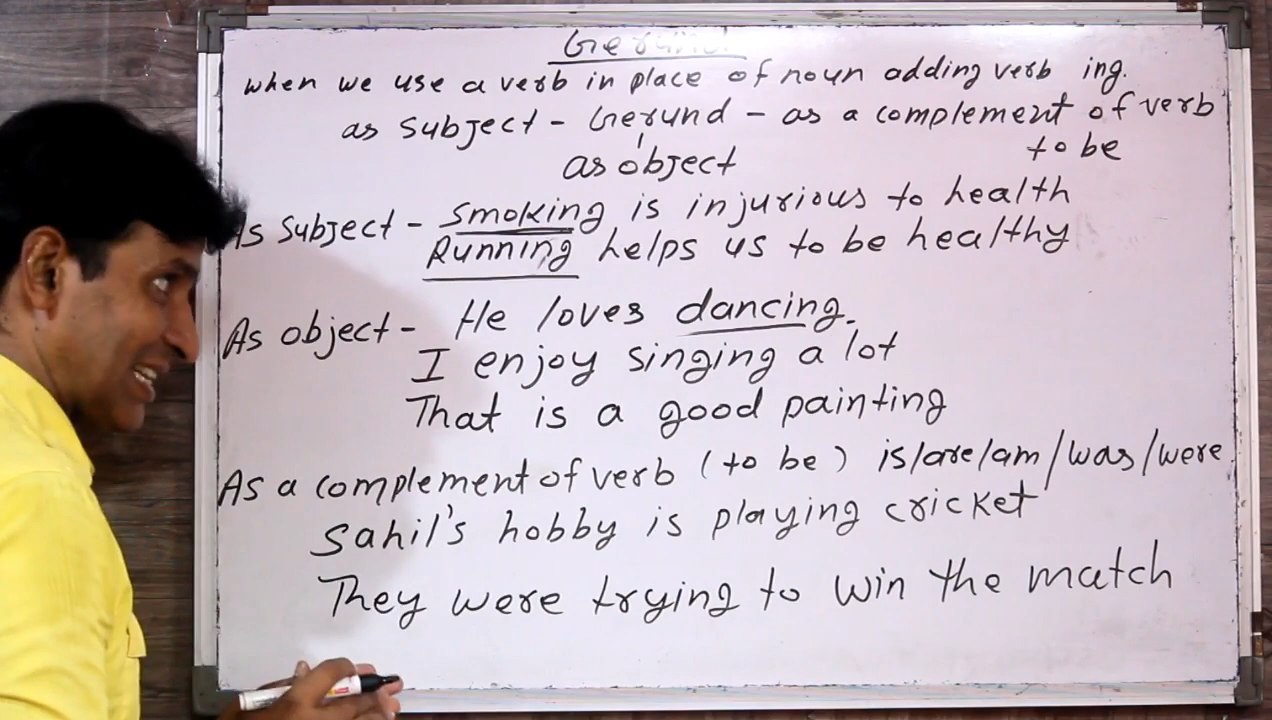 Gerund
when we use a verb in place of noun adding verb ing.
as subject - Gerund - as a complement of verb
as object to be
As Subject - Smoking is injurious to health
Running helps us to be healthy
As object - He loves dancing.
I enjoy singing a lot
That is a good painting
As a complement of verb (to be) is/are/am/was/were
Sahil's hobby is playing cricket
They were trying to win the match